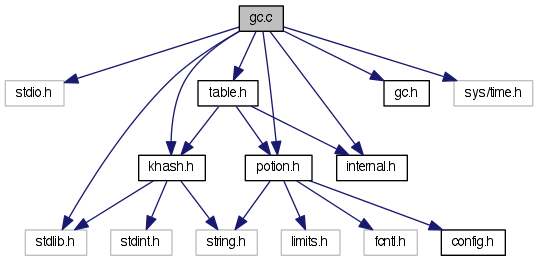 gc.c
stdio.h
table.h
gc.h
sys/time.h
khash.h
potion.h
internal.h
stdlib.h
stdint.h
string.h
limits.h
fcntl.h
config.h